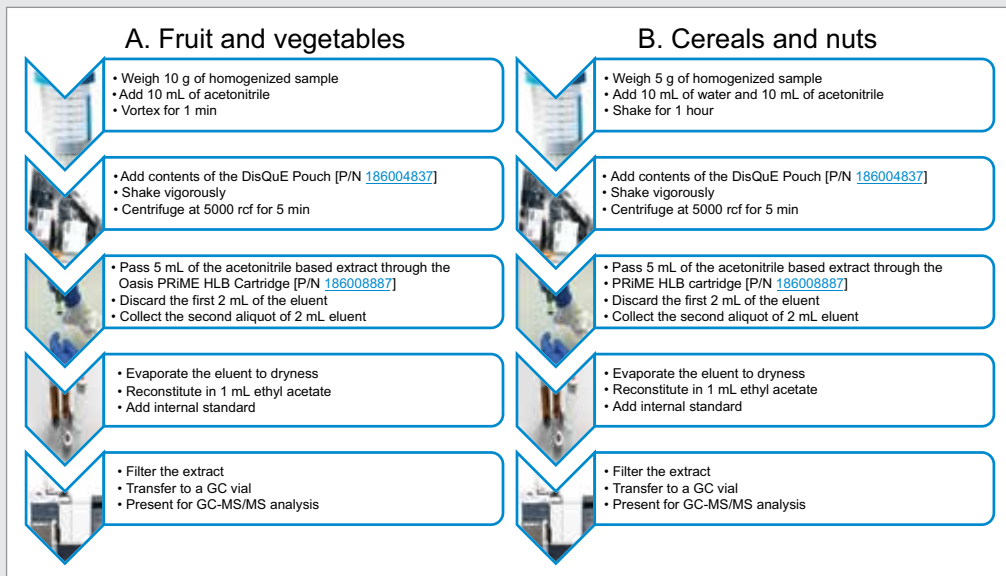 A. Fruit and vegetables
• Weigh 10 g of homogenized sample
• Add 10 mL of acetonitrile
• Vortex for 1 min
• Add contents of the DisQuE Pouch [P/N 186004837]
• Shake vigorously
• Centrifuge at 5000 rcf for 5 min
• Pass 5 mL of the acetonitrile based extract through the
Oasis PRiME HLB Cartridge [P/N 186008887]
• Discard the first 2 mL of the eluent
• Collect the second aliquot of 2 mL eluent
• Evaporate the eluent to dryness
• Reconstitute in 1 mL ethyl acetate
• Add internal standard
• Filter the extract
• Transfer to a GC vial
• Present for GC-MS/MS analysis
B. Cereals and nuts
• Weigh 5 g of homogenized sample
• Add 10 mL of water and 10 mL of acetonitrile
• Shake for 1 hour
• Add contents of the DisQuE Pouch [P/N 186004837]
• Shake vigorously
• Centrifuge at 5000 rcf for 5 min
• Pass 5 mL of the acetonitrile based extract through the
• PRiME HLB cartridge [P/N 186008887]
• Discard the first 2 mL of the eluent
• Collect the second aliquot of 2 mL eluent
• Evaporate the eluent to dryness
• Reconstitute in 1 mL ethyl acetate
• Add internal standard
• Filter the extract
• Transfer to a GC vial
• Present for GC-MS/MS analysis